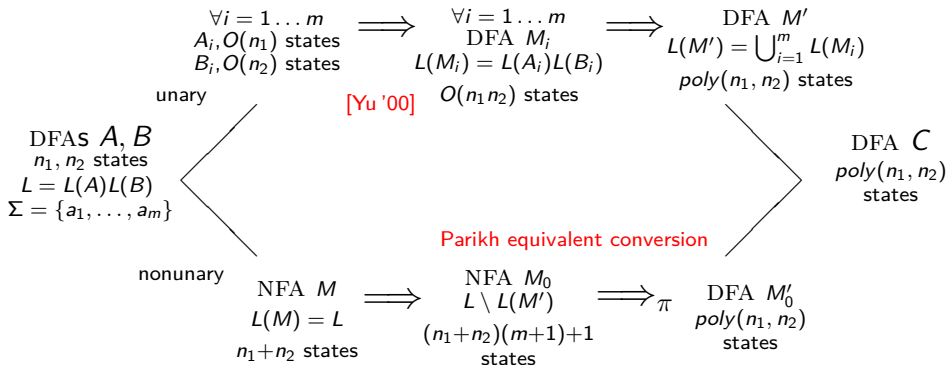 ∀i = 1 . . . m
A_i, O(n_1) states
B_i, O(n_2) states
⟹
∀i = 1 . . . m
DFA M_i
L(M_i) = L(A_i)L(B_i)
O(n_1n_2) states
⟹
DFA M′
L(M′) = ⋃_{i=1}^{m} L(M_i)
poly(n_1, n_2) states
unary
[Yu ’00]
DFAs A, B
n_1, n_2 states
L = L(A)L(B)
Σ = {a_1, . . . , a_m}
DFA C
poly(n_1, n_2)
states
nonunary
Parikh equivalent conversion
NFA M
L(M) = L
n_1+n_2 states
⟹
NFA M_0
L \ L(M′)
(n_1+n_2)(m+1)+1
states
⟹_π
DFA M′_0
poly(n_1, n_2)
states